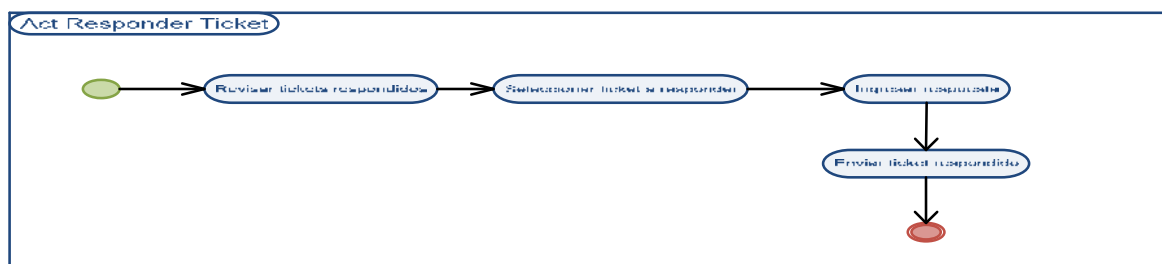 Act Responder Ticket
Revisar tickets respondidos
Seleccionar ticket a responder
Ingresar respuesta
Enviar ticket respondido